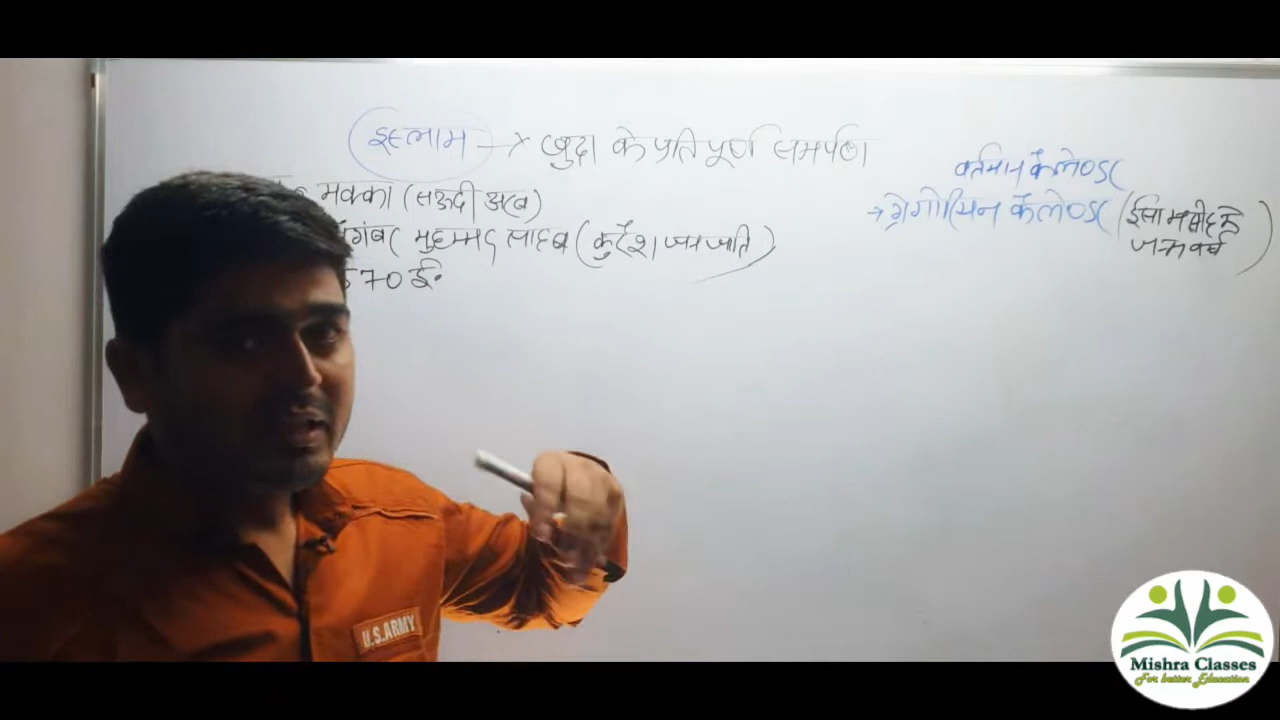 इस्लाम → खुदा के प्रति पूर्ण समर्पण
मक्का (सऊदी अरब)
मुहम्मद साहब (कुरैश जनजाति)
570 ई.
वर्तमान कैलेण्डर
→ ग्रेगोरियन कैलेण्डर (ईसा मसीह के
जन्म वर्ष)
U.S.ARMY
Mishra Classes
For better Education